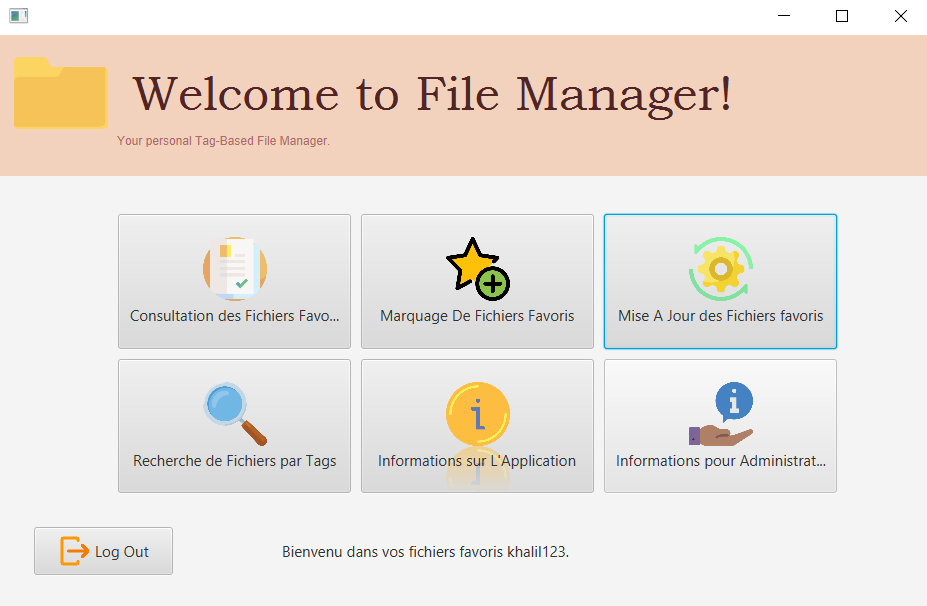 Welcome to File Manager!
Your personal Tag-Based File Manager.
Consultation des Fichiers Favo...
Marquage De Fichiers Favoris
Mise A Jour des Fichiers favoris
Recherche de Fichiers par Tags
Informations sur L'Application
Informations pour Administrat...
Log Out
Bienvenu dans vos fichiers favoris khalil123.